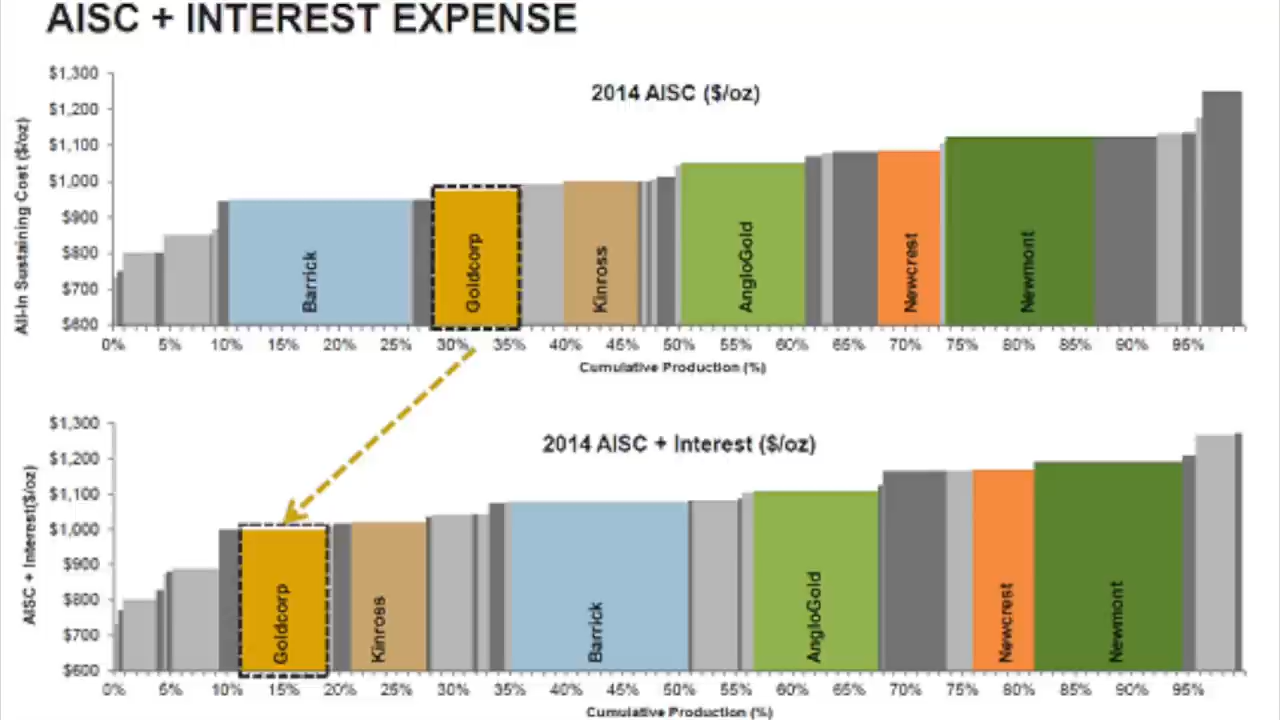 AISC + INTEREST EXPENSE
2014 AISC ($/oz)
All-In Sustaining Cost ($/oz)
$1,300
$1,200
$1,100
$1,000
$900
$800
$700
$600
Barrick
Goldcorp
Kinross
AngloGold
Newcrest
Newmont
0% 5% 10% 15% 20% 25% 30% 35% 40% 45% 50% 55% 60% 65% 70% 75% 80% 85% 90% 95%
Cumulative Production (%)
2014 AISC + Interest ($/oz)
AISC + Interest($/oz)
$1,300
$1,200
$1,100
$1,000
$900
$800
$700
$600
Goldcorp
Kinross
Barrick
AngloGold
Newcrest
Newmont
0% 5% 10% 15% 20% 25% 30% 35% 40% 45% 50% 55% 60% 65% 70% 75% 80% 85% 90% 95%
Cumulative Production (%)